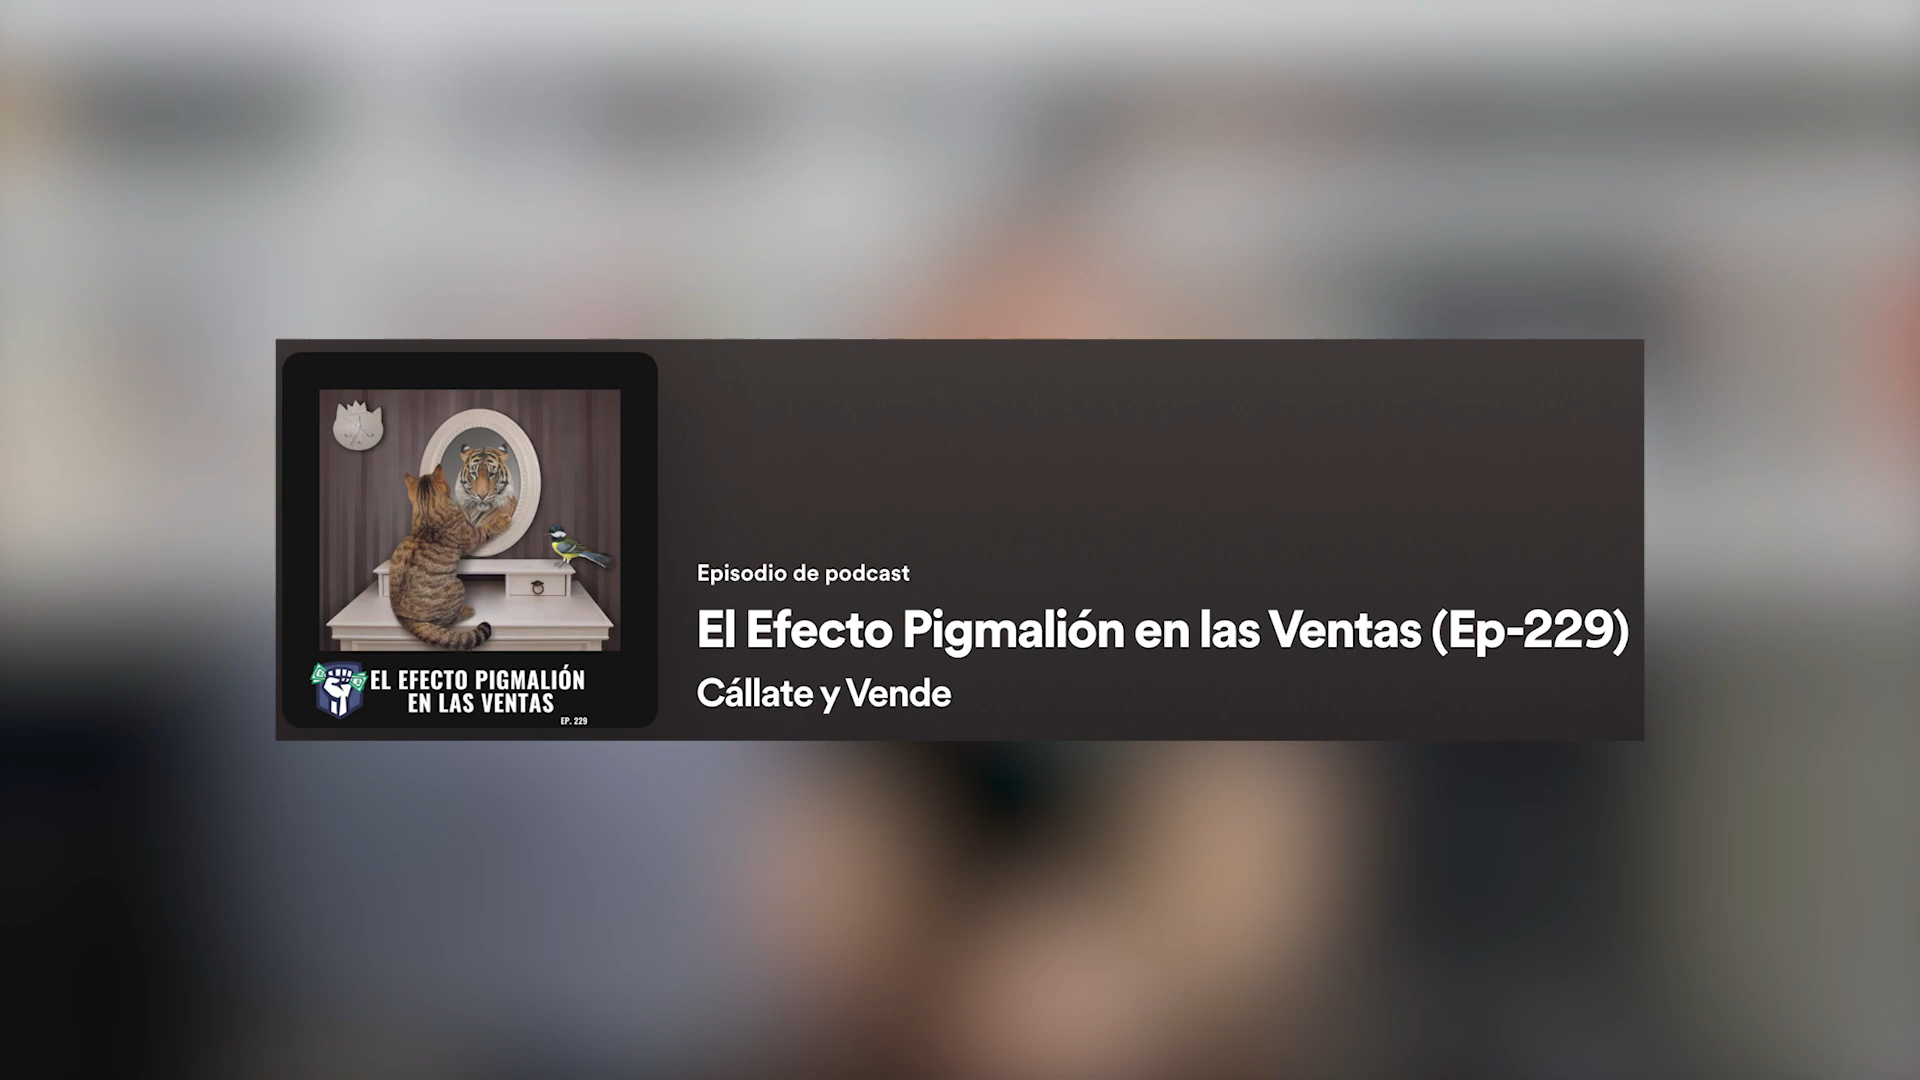 EL EFECTO PIGMALIÓN
EN LAS VENTAS
EP. 229
Episodio de podcast
El Efecto Pigmalión en las Ventas (Ep-229)
Cállate y Vende